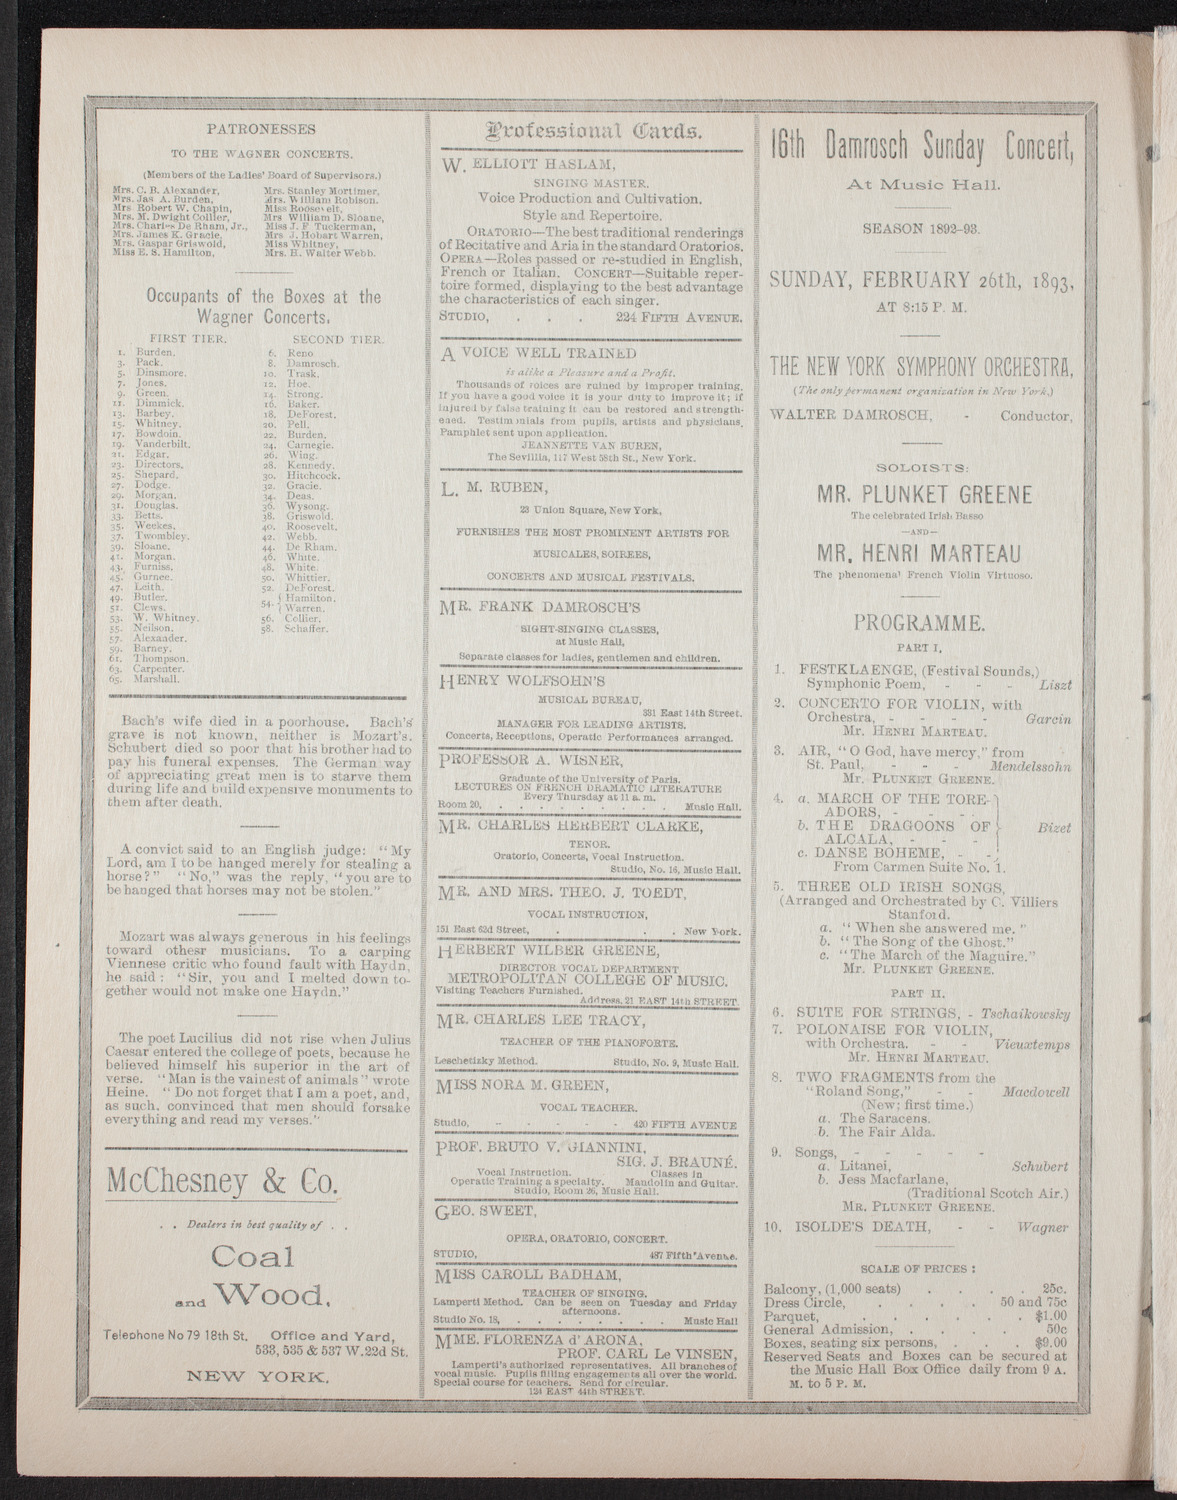 PATRONESSES
TO THE WAGNER CONCERTS.
(Members of the Ladies' Board of Supervisors.)
Mrs. C. B. Alexander,
Mrs. Jas A. Burden,
Mrs Robert W. Chapin,
Mrs. M. Dwight Collier,
Mrs. Charles De Rham, Jr.,
Mrs. James K. Gracie,
Mrs. Gaspar Griswold,
Miss E. S. Hamilton,
Mrs. Stanley Mortimer,
Mrs. William Robison.
Miss Roosevelt,
Mrs William D. Sloane,
Miss J. F Tuckerman,
Mrs J. Hobart Warren,
Miss Whitney,
Mrs. H. Walter Webb.
Occupants of the Boxes at the
Wagner Concerts.
FIRST TIER.
1. Burden.
3. Pack.
5. Dinsmore.
7. Jones.
9. Green.
11. Dimmick.
13. Barbey.
15. Whitney.
17. Bowdoin.
19. Vanderbilt.
21. Edgar.
23. Directors.
25. Shepard.
27. Dodge.
29. Morgan.
31. Douglas.
33. Betts.
35. Weekes.
37. Twombley.
39. Sloane.
41. Morgan.
43. Furniss.
45. Gurnee.
47. Leith.
49. Butler.
51. Clews.
53. W. Whitney.
55. Neilson.
57. Alexander.
59. Barney.
61. Thompson.
63. Carpenter.
65. Marshall.
SECOND TIER.
6. Reno
8. Damrosch.
10. Trask.
12. Hoe.
14. Strong.
16. Baker.
18. DeForest.
20. Pell.
22. Burden.
24. Carnegie.
26. Wing.
28. Kennedy.
30. Hitchcock.
32. Gracie.
34. Deas.
36. Wysong.
38. Griswold.
40. Roosevelt.
42. Webb.
44. De Rham.
46. White.
48. White.
50. Whittier.
52. DeForest.
54. { Hamilton.
{ Warren.
56. Collier.
58. Schaffer.
Bach's wife died in a poorhouse. Bach's
grave is not known, neither is Mozart's.
Schubert died so poor that his brother had to
pay his funeral expenses. The German way
of appreciating great men is to starve them
during life and build expensive monuments to
them after death.
A convict said to an English judge: "My
Lord, am I to be hanged merely for stealing a
horse?" "No," was the reply, "you are to
be hanged that horses may not be stolen."
Mozart was always generous in his feelings
toward othesr musicians. To a carping
Viennese critic who found fault with Haydn,
he said: "Sir, you and I melted down to-
gether would not make one Haydn."
The poet Lucilius did not rise when Julius
Caesar entered the college of poets, because he
believed himself his superior in the art of
verse. "Man is the vainest of animals" wrote
Heine. "Do not forget that I am a poet, and,
as such, convinced that men should forsake
everything and read my verses."
McChesney & Co.
. . Dealers in best quality of . .
Coal
and Wood,
Telephone No 79 18th St. Office and Yard,
533, 535 & 537 W. 22d St.
NEW YORK.
Professional Cards.
W. ELLIOTT HASLAM,
SINGING MASTER.
Voice Production and Cultivation.
Style and Repertoire.
ORATORIO—The best traditional renderings
of Recitative and Aria in the standard Oratorios.
OPERA—Roles passed or re-studied in English,
French or Italian. CONCERT—Suitable reper-
toire formed, displaying to the best advantage
the characteristics of each singer.
STUDIO, . . . 224 FIFTH AVENUE.
A VOICE WELL TRAINED
is alike a Pleasure and a Profit.
Thousands of voices are ruined by improper training.
If you have a good voice it is your duty to improve it; if
injured by false training it can be restored and strength-
ened. Testimonials from pupils, artists and physicians.
Pamphlet sent upon application.
JEANNETTE VAN BUREN,
The Sevillia, 117 West 58th St., New York.
L. M. RUBEN,
23 Union Square, New York,
FURNISHES THE MOST PROMINENT ARTISTS FOR
MUSICALES, SOIREES,
CONCERTS AND MUSICAL FESTIVALS.
MR. FRANK DAMROSCH'S
SIGHT-SINGING CLASSES,
at Music Hall,
Separate classes for ladies, gentlemen and children.
HENRY WOLFSOHN'S
MUSICAL BUREAU,
331 East 14th Street.
MANAGER FOR LEADING ARTISTS.
Concerts, Receptions, Operatic Performances arranged.
PROFESSOR A. WISNER,
Graduate of the University of Paris.
LECTURES ON FRENCH DRAMATIC LITERATURE
Every Thursday at 11 a. m.
Room 20, . . . . . . . . . Music Hall.
MR. CHARLES HERBERT CLARKE,
TENOR.
Oratorio, Concerts, Vocal Instruction.
Studio, No. 16, Music Hall.
MR. AND MRS. THEO. J. TOEDT,
VOCAL INSTRUCTION,
151 East 62d Street, . . . New York.
HERBERT WILBER GREENE,
DIRECTOR VOCAL DEPARTMENT
METROPOLITAN COLLEGE OF MUSIC.
Visiting Teachers Furnished.
Address, 21 EAST 14th STREET.
MR. CHARLES LEE TRACY,
TEACHER OF THE PIANOFORTE.
Leschetizky Method. Studio, No. 9, Music Hall.
MISS NORA M. GREEN,
VOCAL TEACHER.
Studio, - - - - - 420 FIFTH AVENUE
PROF. BRUTO V. GIANNINI,
SIG. J. BRAUNÉ.
Vocal Instruction. Classes in
Operatic Training a specialty. Mandolin and Guitar.
Studio, Room 26, Music Hall.
GEO. SWEET,
OPERA, ORATORIO, CONCERT.
STUDIO, 487 Fifth Avenue.
MISS CAROLL BADHAM,
TEACHER OF SINGING.
Lamperti Method. Can be seen on Tuesday and Friday
afternoons.
Studio No. 18, . . . . . . . . Music Hall
MME. FLORENZA d' ARONA,
PROF. CARL Le VINSEN,
Lamperti's authorized representatives. All branches of
vocal music. Pupils filling engagements all over the world.
Special course for teachers. Send for circular.
124 EAST 44th STREET.
16th Damrosch Sunday Concert,
At Music Hall.
SEASON 1892-93.
SUNDAY, FEBRUARY 26th, 1893,
AT 8:15 P. M.
THE NEW YORK SYMPHONY ORCHESTRA,
(The only permanent organization in New York.)
WALTER DAMROSCH, - Conductor,
SOLOISTS:
MR. PLUNKET GREENE
The celebrated Irish Basso
—AND—
MR. HENRI MARTEAU
The phenomenal French Violin Virtuoso.
PROGRAMME.
PART I.
1. FESTKLAENGE, (Festival Sounds,)
Symphonic Poem, - - - Liszt
2. CONCERTO FOR VIOLIN, with
Orchestra, - - - - Garcin
Mr. HENRI MARTEAU.
3. AIR, "O God, have mercy," from
St. Paul, - - - Mendelssohn
Mr. PLUNKET GREENE.
4. a. MARCH OF THE TORE-
ADORS, - - - .
b. THE DRAGOONS OF Bizet
ALCALA, - - -
c. DANSE BOHEME, - -
From Carmen Suite No. 1.
5. THREE OLD IRISH SONGS,
(Arranged and Orchestrated by C. Villiers
Stanford.
a. "When she answered me."
b. "The Song of the Ghost."
c. "The March of the Maguire."
Mr. PLUNKET GREENE.
PART II.
6. SUITE FOR STRINGS, - Tschaikowsky
7. POLONAISE FOR VIOLIN,
with Orchestra. - - Vieuxtemps
Mr. HENRI MARTEAU.
8. TWO FRAGMENTS from the
"Roland Song," - - Macdowell
(New; first time.)
a. The Saracens.
b. The Fair Alda.
9. Songs, - - - - -
a. Litanei, Schubert
b. Jess Macfarlane,
(Traditional Scotch Air.)
MR. PLUNKET GREENE.
10. ISOLDE'S DEATH, - - Wagner
SCALE OF PRICES:
Balcony, (1,000 seats) . . . . 25c.
Dress Circle, . . . . 50 and 75c
Parquet, . . . . . . $1.00
General Admission, . . . . 50c
Boxes, seating six persons, . . . $9.00
Reserved Seats and Boxes can be secured at
the Music Hall Box Office daily from 9 A.
M. to 5 P. M.